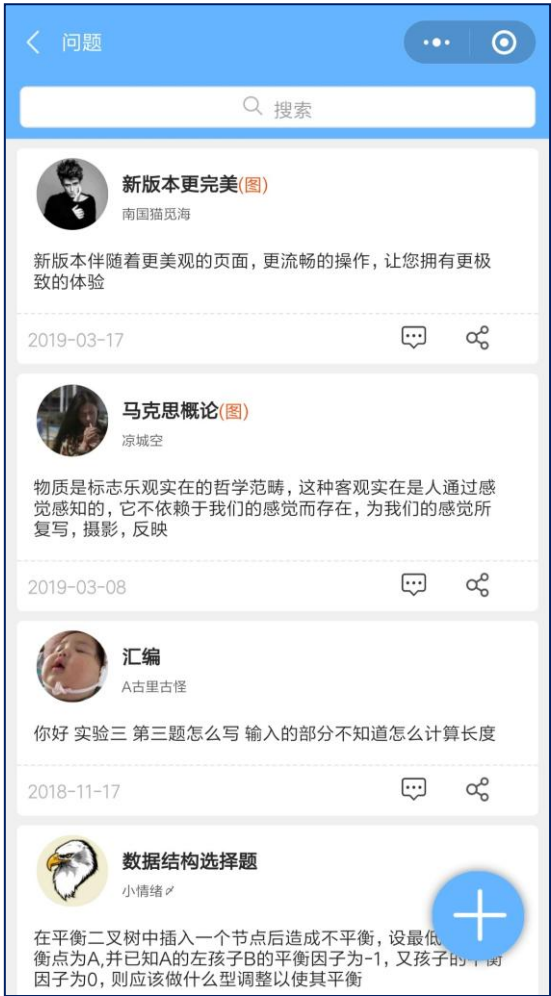 问题
搜索
新版本更完美(图)
南国猫觅海
新版本伴随着更美观的页面，更流畅的操作，让您拥有更极
致的体验
2019-03-17
马克思概论(图)
凉城空
物质是标志乐观实在的哲学范畴，这种客观实在是人通过感
觉感知的，它不依赖于我们的感觉而存在，为我们的感觉所
复写，摄影，反映
2019-03-08
汇编
A古里古怪
你好 实验三 第三题怎么写 输入的部分不知道怎么计算长度
2018-11-17
数据结构选择题
小情绪
在平衡二叉树中插入一个节点后造成不平衡，设最低
衡点为A,并已知A的左孩子B的平衡因子为-1，又孩子的平衡
因子为0，则应该做什么型调整以使其平衡